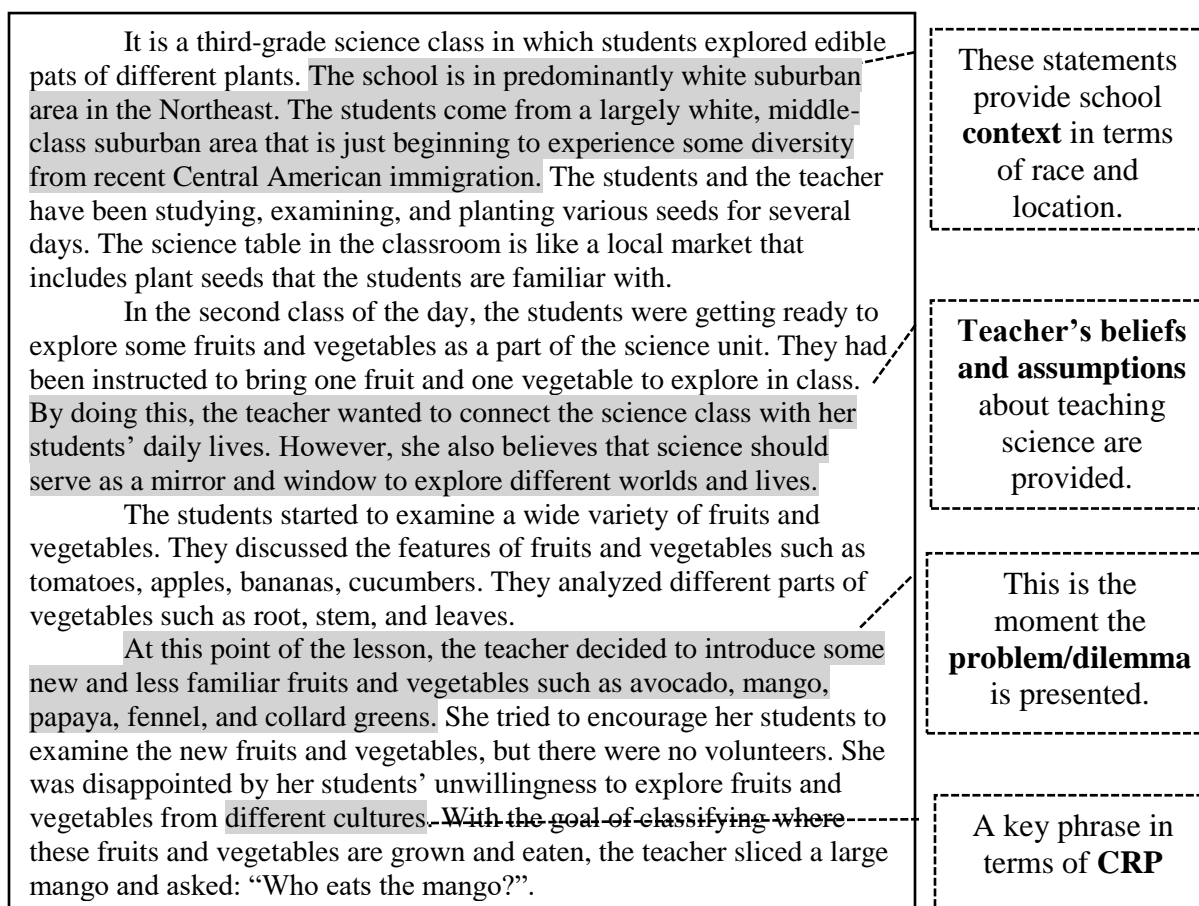 It is a third-grade science class in which students explored edible
pats of different plants. The school is in predominantly white suburban
area in the Northeast. The students come from a largely white, middle-
class suburban area that is just beginning to experience some diversity
from recent Central American immigration. The students and the teacher
have been studying, examining, and planting various seeds for several
days. The science table in the classroom is like a local market that
includes plant seeds that the students are familiar with.
In the second class of the day, the students were getting ready to
explore some fruits and vegetables as a part of the science unit. They had
been instructed to bring one fruit and one vegetable to explore in class.
By doing this, the teacher wanted to connect the science class with her
students’ daily lives. However, she also believes that science should
serve as a mirror and window to explore different worlds and lives.
The students started to examine a wide variety of fruits and
vegetables. They discussed the features of fruits and vegetables such as
tomatoes, apples, bananas, cucumbers. They analyzed different parts of
vegetables such as root, stem, and leaves.
At this point of the lesson, the teacher decided to introduce some
new and less familiar fruits and vegetables such as avocado, mango,
papaya, fennel, and collard greens. She tried to encourage her students to
examine the new fruits and vegetables, but there were no volunteers. She
was disappointed by her students’ unwillingness to explore fruits and
vegetables from different cultures. With the goal of classifying where
these fruits and vegetables are grown and eaten, the teacher sliced a large
mango and asked: “Who eats the mango?”.
These statements
provide school
context in terms
of race and
location.
Teacher’s beliefs
and assumptions
about teaching
science are
provided.
This is the
moment the
problem/dilemma
is presented.
A key phrase in
terms of CRP